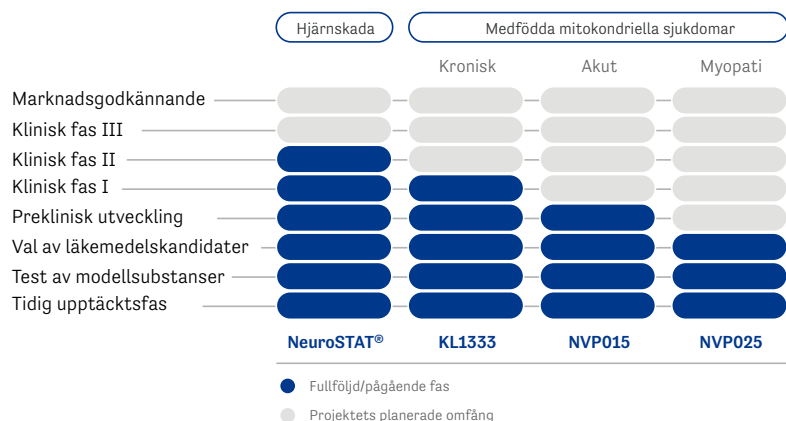 Hjärnskada Medfödda mitokondriella sjukdomar
Kronisk Akut Myopati
Marknadsgodkännande
Klinisk fas III
Klinisk fas II
Klinisk fas I
Preklinisk utveckling
Val av läkemedelskandidater
Test av modellsubstanser
Tidig upptäcktsfas
NeuroSTAT® KL1333 NVP015 NVP025
Fullföljd/pågående fas
Projektets planerade omfång